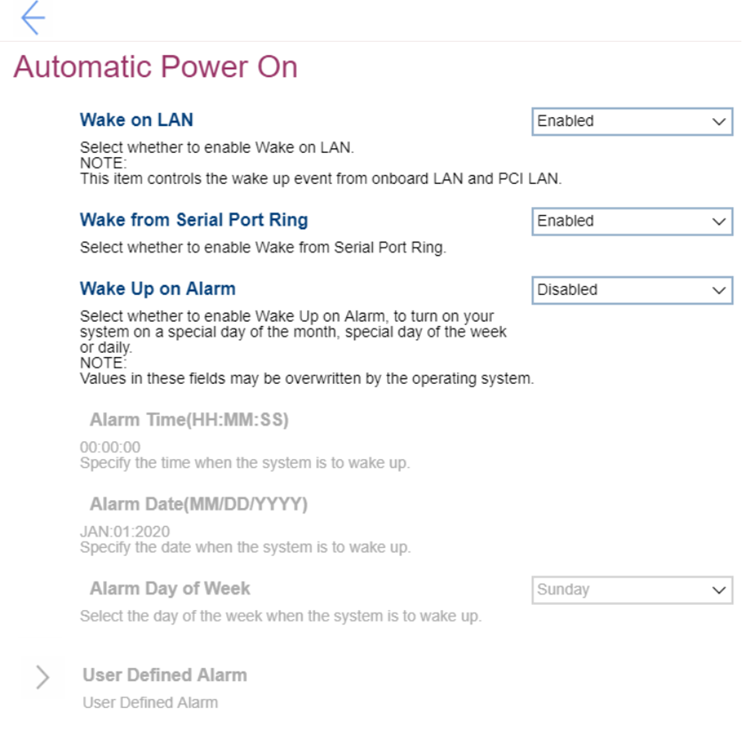 Automatic Power On
Wake on LAN
Enabled
Select whether to enable Wake on LAN.
NOTE:
This item controls the wake up event from onboard LAN and PCI LAN.
Wake from Serial Port Ring
Enabled
Select whether to enable Wake from Serial Port Ring.
Wake Up on Alarm
Disabled
Select whether to enable Wake Up on Alarm, to turn on your
system on a special day of the month, special day of the week
or daily.
NOTE:
Values in these fields may be overwritten by the operating system.
Alarm Time(HH:MM:SS)
00:00:00
Specify the time when the system is to wake up.
Alarm Date(MM/DD/YYYY)
JAN:01:2020
Specify the date when the system is to wake up.
Alarm Day of Week
Sunday
Select the day of the week when the system is to wake up.
User Defined Alarm
User Defined Alarm